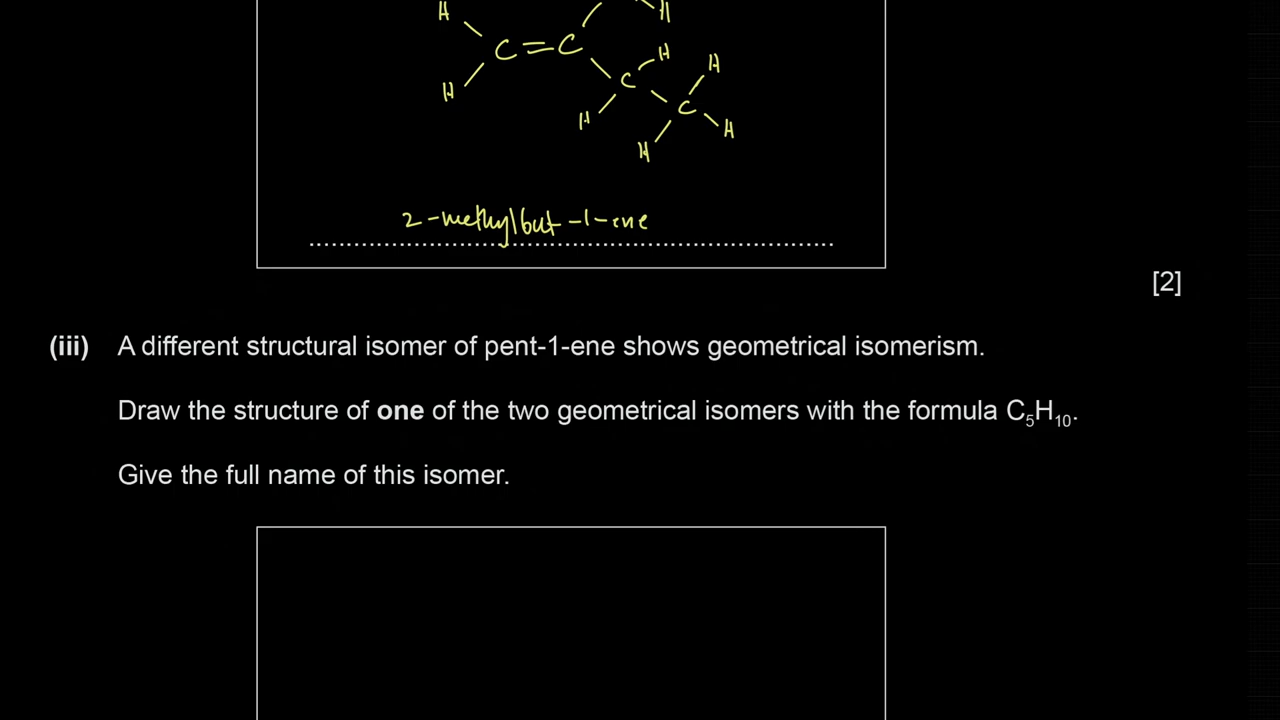 H
H
C=C
H
H
C
H
H
C
H
H
H
2-methylbut-1-ene
[2]
(iii) A different structural isomer of pent-1-ene shows geometrical isomerism.
Draw the structure of one of the two geometrical isomers with the formula C₅H₁₀.
Give the full name of this isomer.